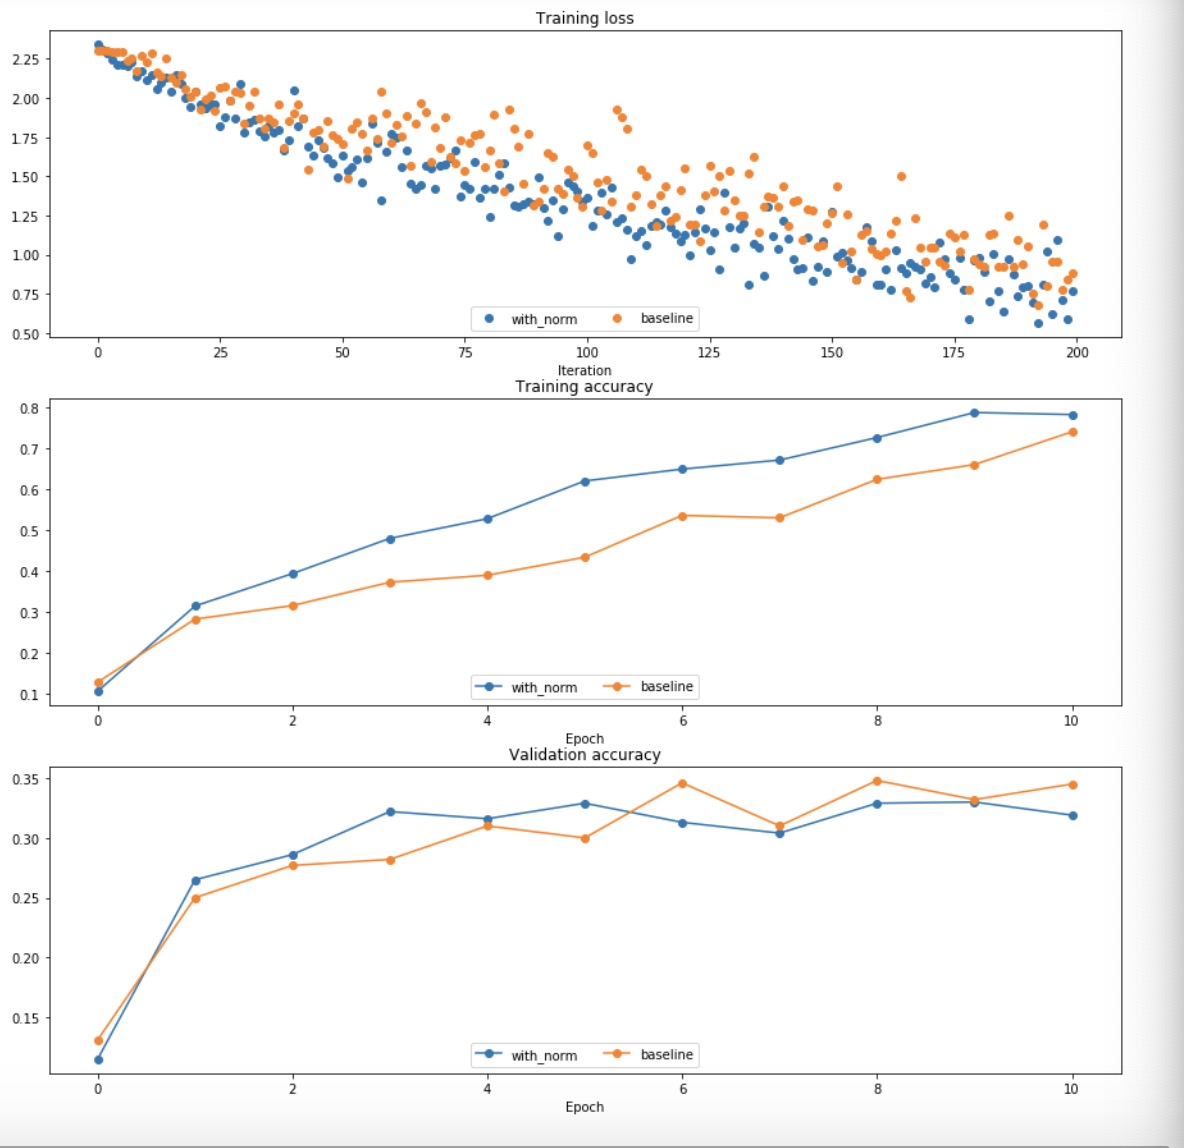 Training loss
2.25
2.00
1.75
1.50
1.25
1.00
0.75
0.50
with_norm baseline
0 25 50 75 100 125 150 175 200
Iteration
Training accuracy
0.8
0.7
0.6
0.5
0.4
0.3
0.2
0.1
with_norm baseline
0 2 4 6 8 10
Epoch
Validation accuracy
0.35
0.30
0.25
0.20
0.15
with_norm baseline
0 2 4 6 8 10
Epoch